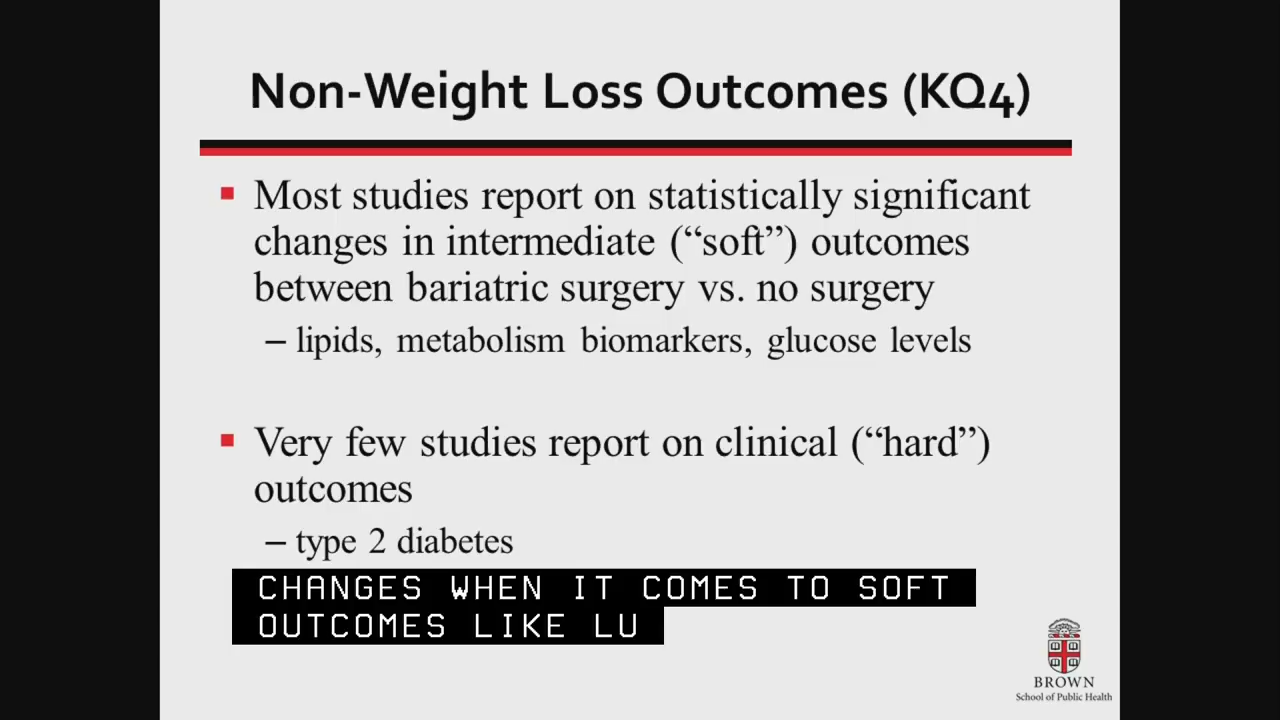 Non-Weight Loss Outcomes (KQ4)
▪ Most studies report on statistically significant
changes in intermediate (“soft”) outcomes
between bariatric surgery vs. no surgery
– lipids, metabolism biomarkers, glucose levels
▪ Very few studies report on clinical (“hard”)
outcomes
– type 2 diabetes
CHANGES WHEN IT COMES TO SOFT
OUTCOMES LIKE LU
BROWN
School of Public Health